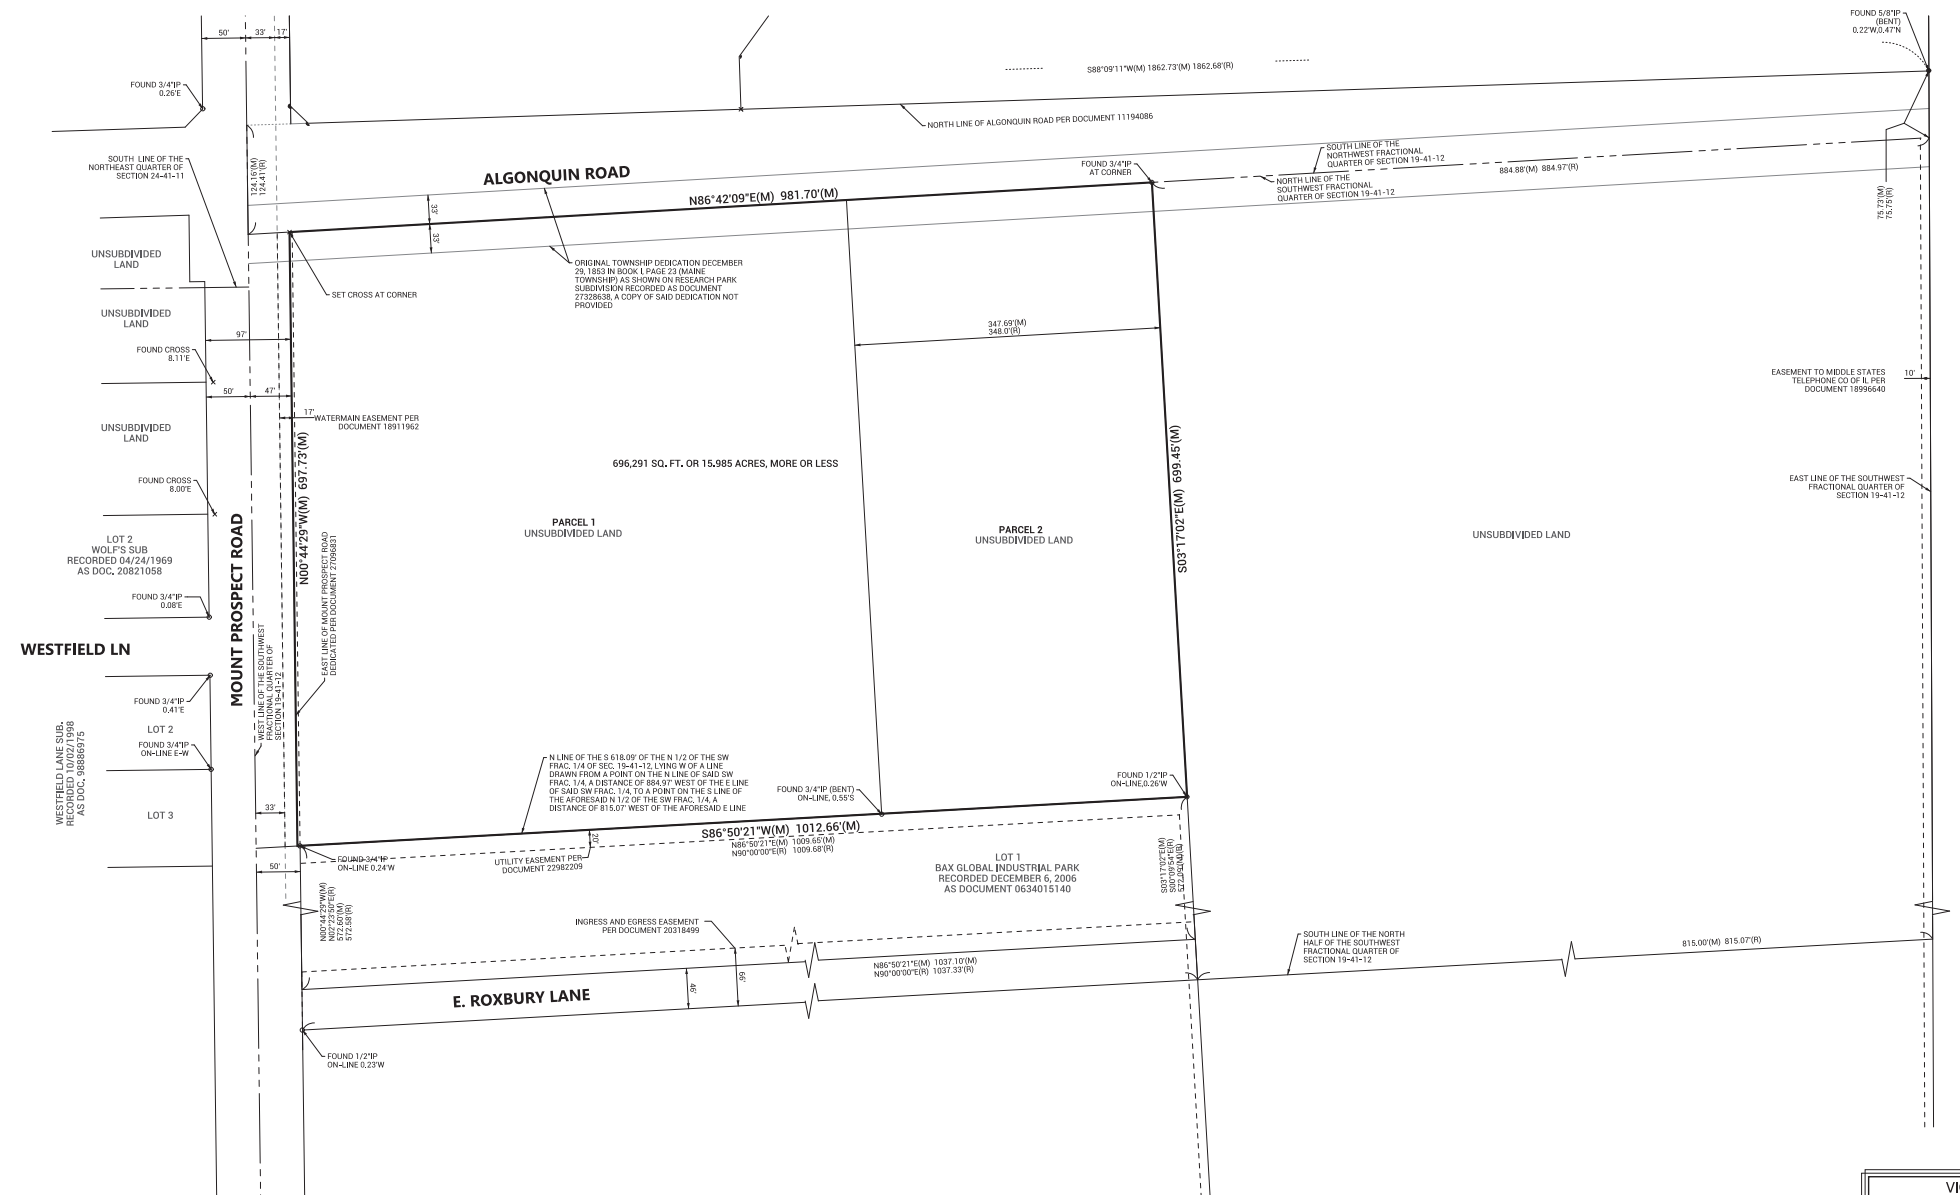 50' 33' 17'
FOUND 3/4"IP
0.26'E
SOUTH LINE OF THE
NORTHEAST QUARTER OF
SECTION 24-41-11
124.16'(M)
124.41'(R)
ALGONQUIN ROAD
N86°42'09"E(M) 981.70'(M)
33'
33'
S88°09'11"W(M) 1862.73'(M) 1862.68'(R)
NORTH LINE OF ALGONQUIN ROAD PER DOCUMENT 11194086
FOUND 5/8"IP
(BENT)
0.22'W,0.47'N
FOUND 3/4"IP
AT CORNER
SOUTH LINE OF THE
NORTHWEST FRACTIONAL
QUARTER OF SECTION 19-41-12
NORTH LINE OF THE
SOUTHWEST FRACTIONAL
QUARTER OF SECTION 19-41-12
884.88'(M) 884.97'(R)
75.73'(M)
75.75'(R)
UNSUBDIVIDED
LAND
SET CROSS AT CORNER
ORIGINAL TOWNSHIP DEDICATION DECEMBER
29, 1853 IN BOOK I, PAGE 23 (MAINE
TOWNSHIP) AS SHOWN ON RESEARCH PARK
SUBDIVISION RECORDED AS DOCUMENT
27328638, A COPY OF SAID DEDICATION NOT
PROVIDED
UNSUBDIVIDED
LAND
97'
FOUND CROSS
8.11'E
50' 47'
17'
WATERMAIN EASEMENT PER
DOCUMENT 18911962
347.69'(M)
348.0'(R)
EASEMENT TO MIDDLE STATES
TELEPHONE CO OF IL PER
DOCUMENT 18996640
10'
UNSUBDIVIDED
LAND
696,291 SQ. FT. OR 15.985 ACRES, MORE OR LESS
N00°44'29"W(M) 697.73'(M)
S03°17'02"E(M) 699.45'(M)
FOUND CROSS
8.00'E
EAST LINE OF THE SOUTHWEST
FRACTIONAL QUARTER OF
SECTION 19-41-12
PARCEL 1
UNSUBDIVIDED LAND
PARCEL 2
UNSUBDIVIDED LAND
UNSUBDIVIDED LAND
LOT 2
WOLF'S SUB
RECORDED 04/24/1969
AS DOC. 20821058
FOUND 3/4"IP
0.08'E
MOUNT PROSPECT ROAD
EAST LINE OF MOUNT PROSPECT ROAD
DEDICATED PER DOCUMENT 27096831
WEST LINE OF THE SOUTHWEST
FRACTIONAL QUARTER OF
SECTION 19-41-12
WESTFIELD LN
FOUND 3/4"IP
0.41'E
LOT 2
FOUND 3/4"IP
ON-LINE E-W
WESTFIELD LANE SUB.
RECORDED 10/02/1998
AS DOC. 98886975
LOT 3
33'
50'
N LINE OF THE S 618.09' OF THE N 1/2 OF THE SW
FRAC. 1/4 OF SEC. 19-41-12, LYING W OF A LINE
DRAWN FROM A POINT ON THE N LINE OF SAID SW
FRAC. 1/4, A DISTANCE OF 884.97' WEST OF THE E LINE
OF SAID SW FRAC. 1/4, TO A POINT ON THE S LINE OF
THE AFORESAID N 1/2 OF THE SW FRAC. 1/4, A
DISTANCE OF 815.07' WEST OF THE AFORESAID E LINE
FOUND 3/4"IP (BENT)
ON-LINE, 0.55'S
FOUND 1/2"IP
ON-LINE,0.26'W
S86°50'21"W(M) 1012.66'(M)
N86°50'21"E(M) 1009.65'(M)
N90°00'00"E(R) 1009.68'(R)
20'
FOUND 3/4"IP
ON-LINE 0.24'W
UTILITY EASEMENT PER
DOCUMENT 22982209
LOT 1
BAX GLOBAL INDUSTRIAL PARK
RECORDED DECEMBER 6, 2006
AS DOCUMENT 0634015140
S03°17'02"E(M)
S00°09'54"E(R)
572.09'(M)(R)
N00°44'29"W(M)
N02°23'50"E(R)
572.60'(M)
572.58'(R)
INGRESS AND EGRESS EASEMENT
PER DOCUMENT 20318499
SOUTH LINE OF THE NORTH
HALF OF THE SOUTHWEST
FRACTIONAL QUARTER OF
SECTION 19-41-12
815.00'(M) 815.07'(R)
N86°50'21"E(M) 1037.10'(M)
N90°00'00"E(R) 1037.33'(R)
66'
46'
E. ROXBURY LANE
FOUND 1/2"IP
ON-LINE 0.23'W